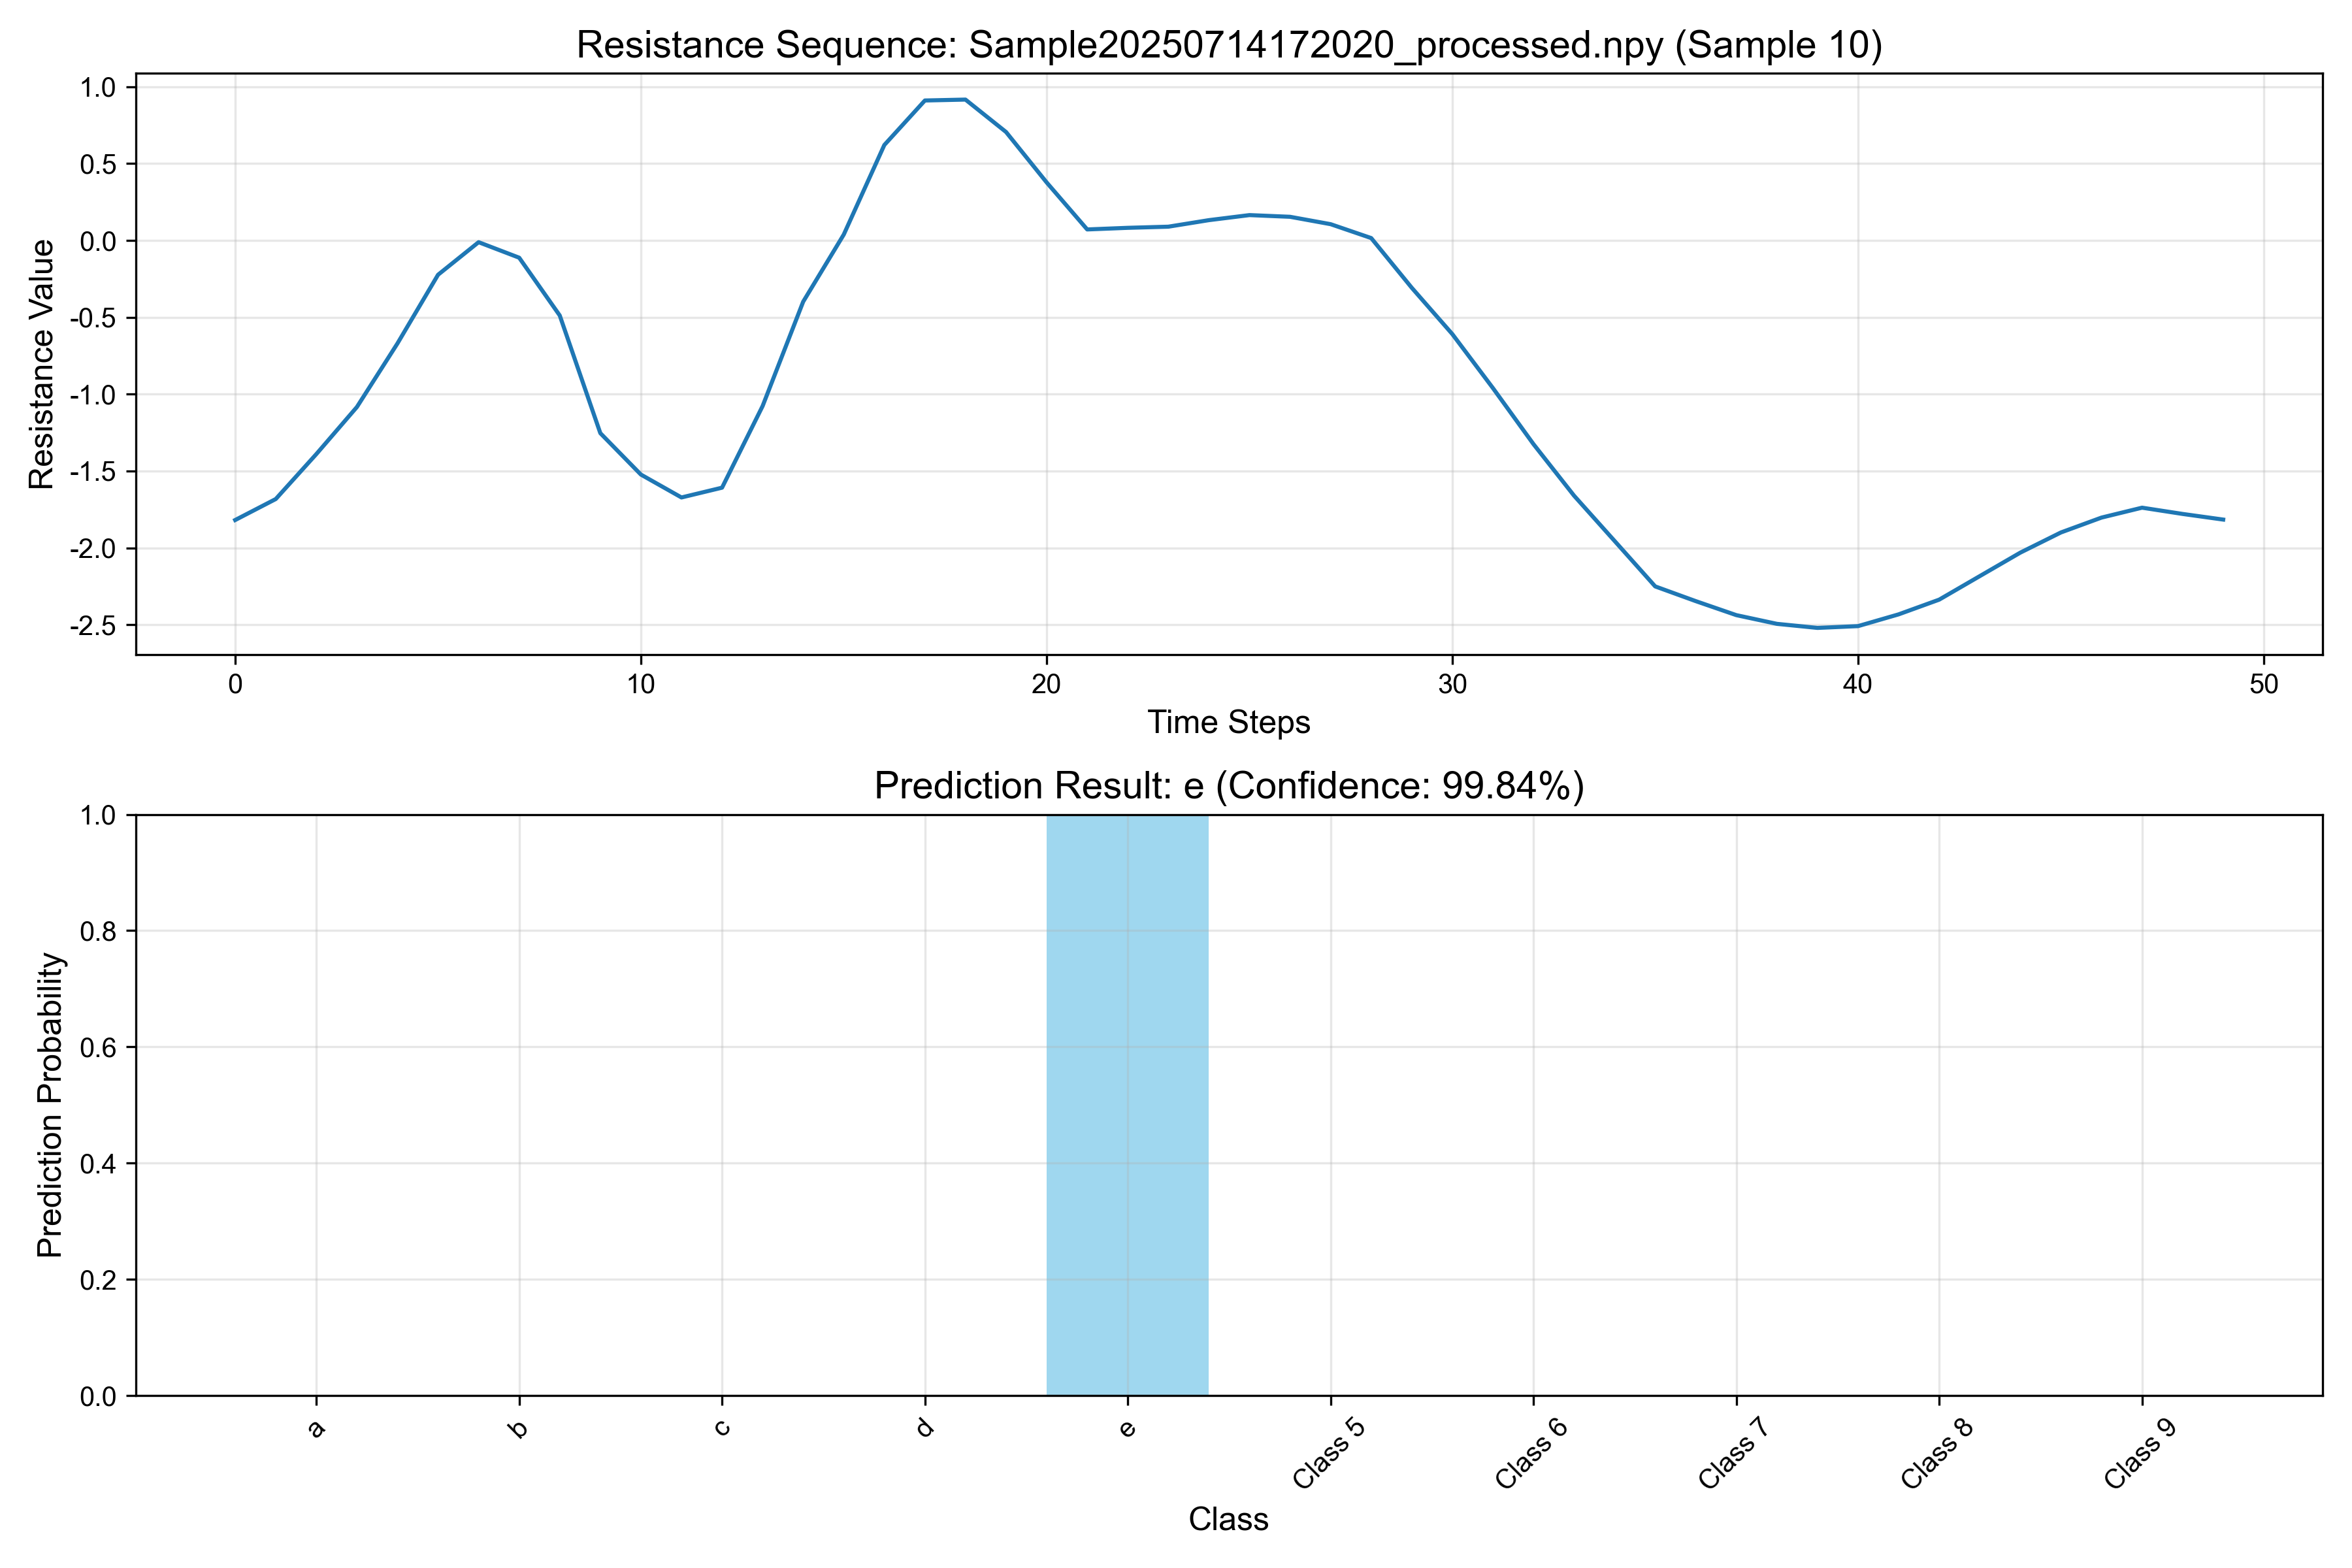 Resistance Sequence: Sample20250714172020_processed.npy (Sample 10)
1.0
0.5
0.0
-0.5
-1.0
-1.5
-2.0
-2.5
Resistance Value
0 10 20 30 40 50
Time Steps
Prediction Result: e (Confidence: 99.84%)
1.0
0.8
0.6
0.4
0.2
0.0
Prediction Probability
a b c d e Class 5 Class 6 Class 7 Class 8 Class 9
Class